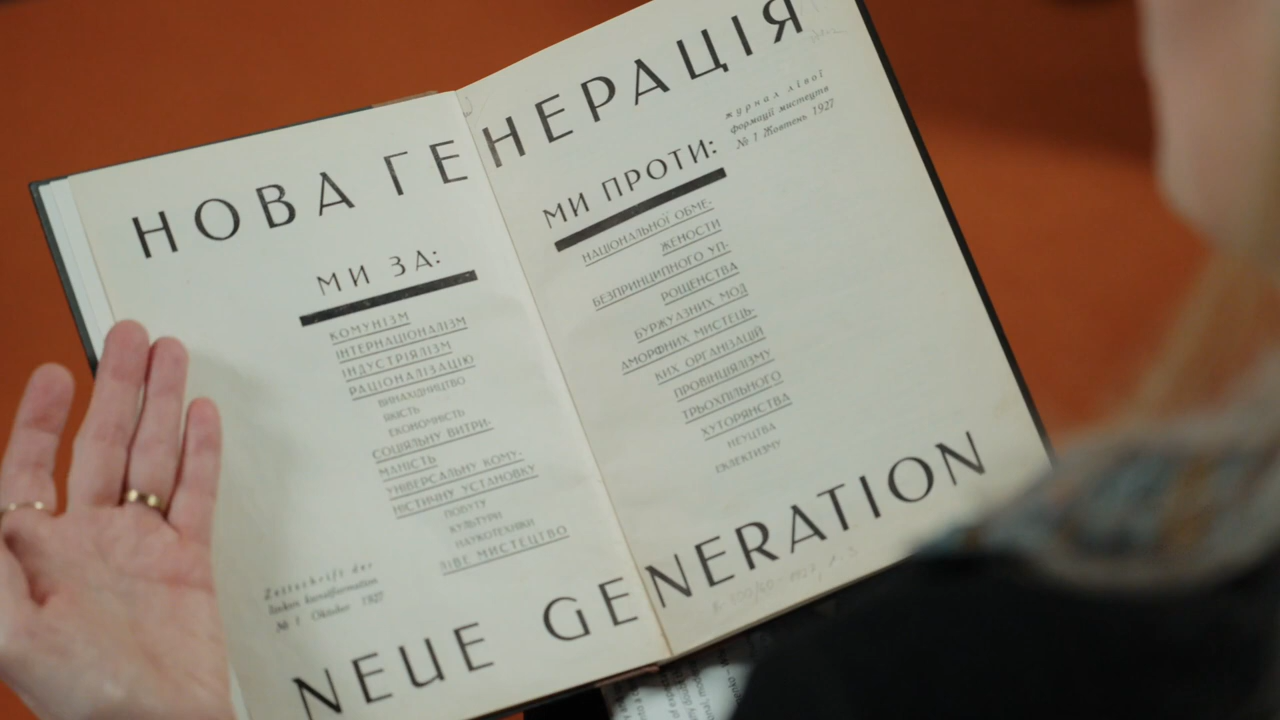 НОВА ГЕНЕРАЦІЯ
журнал лівої
формації мистецтв
№ 1 Жовтень 1927
МИ ЗА:
КОМУНІЗМ
ІНТЕРНАЦІОНАЛІЗМ
ІНДУСТРІЯЛІЗМ
РАЦІОНАЛІЗАЦІЮ
ВИНАХІДНИЦТВО
ЯКІСТЬ
ЕКОНОМНІСТЬ
СОЦІЯЛЬНУ ВИТРИ-
МАНІСТЬ
УНІВЕРСАЛЬНУ КОМУ-
НІСТИЧНУ УСТАНОВКУ
ПОБУТУ
КУЛЬТУРИ
НАУКОТЕХНІКИ
ЛІВЕ МИСТЕЦТВО
МИ ПРОТИ:
НАЦІОНАЛЬНОЇ ОБМЕ-
ЖЕНОСТИ
БЕЗПРИНЦИПНОГО УП-
РОЩЕНСТВА
БУРЖУАЗНИХ МОД
АМОРФНИХ МИСТЕЦЬ-
КИХ ОРГАНІЗАЦІЙ
ПРОВІНЦІЯЛІЗМУ
ТРЬОХПІЛЬНОГО
ХУТОРЯНСТВА
НЕУЦТВА
ЕКЛЕКТИЗМУ
Zeitschrift der
linken kunstformation
№ 1 Oktober 1927
NEUE GENERATION